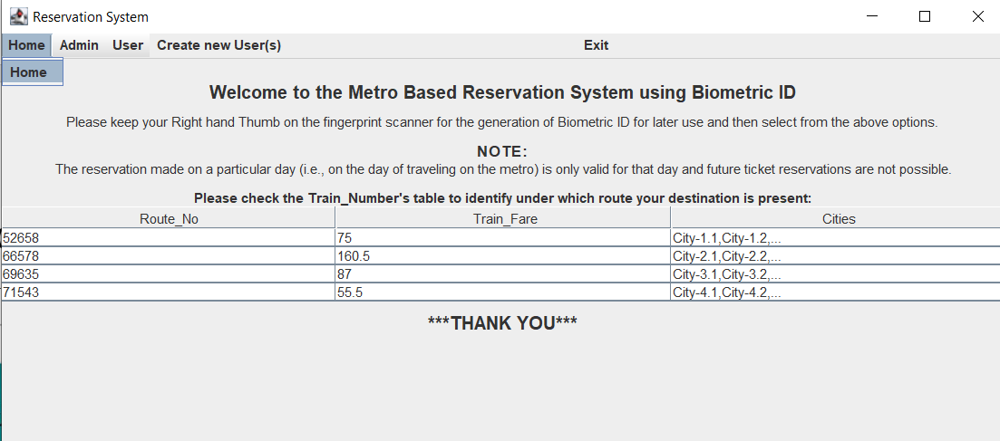 Reservation System
Home Admin User Create new User(s) Exit
Home
Welcome to the Metro Based Reservation System using Biometric ID
Please keep your Right hand Thumb on the fingerprint scanner for the generation of Biometric ID for later use and then select from the above options.
NOTE:
The reservation made on a particular day (i.e., on the day of traveling on the metro) is only valid for that day and future ticket reservations are not possible.
Please check the Train_Number's table to identify under which route your destination is present:
Route_No Train_Fare Cities
52658 75 City-1.1,City-1.2,...
66578 160.5 City-2.1,City-2.2,...
69635 87 City-3.1,City-3.2,...
71543 55.5 City-4.1,City-4.2,...
***THANK YOU***